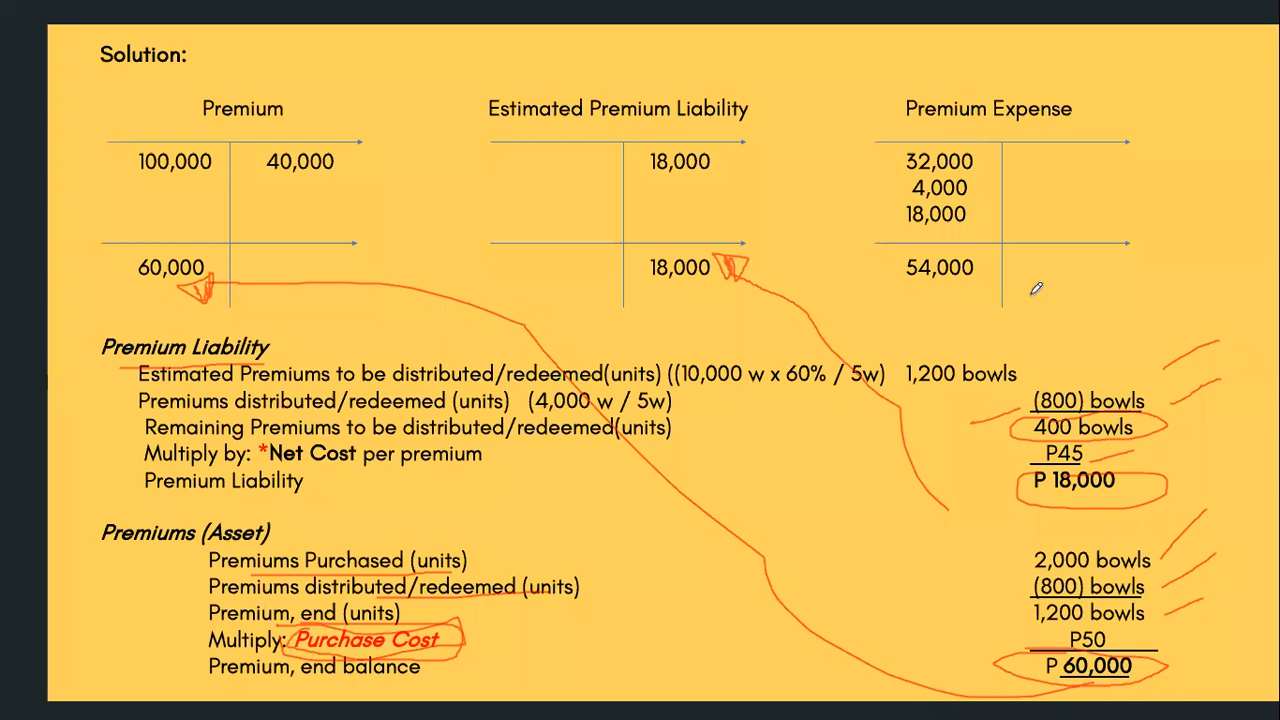 Solution:
Premium Estimated Premium Liability Premium Expense
100,000 40,000 18,000 32,000
4,000
18,000
60,000 18,000 54,000
Premium Liability
Estimated Premiums to be distributed/redeemed(units) ((10,000 w x 60% / 5w) 1,200 bowls
Premiums distributed/redeemed (units) (4,000 w / 5w) (800) bowls
Remaining Premiums to be distributed/redeemed(units) 400 bowls
Multiply by: *Net Cost per premium P45
Premium Liability P 18,000
Premiums (Asset)
Premiums Purchased (units) 2,000 bowls
Premiums distributed/redeemed (units) (800) bowls
Premium, end (units) 1,200 bowls
Multiply: Purchase Cost P50
Premium, end balance P 60,000